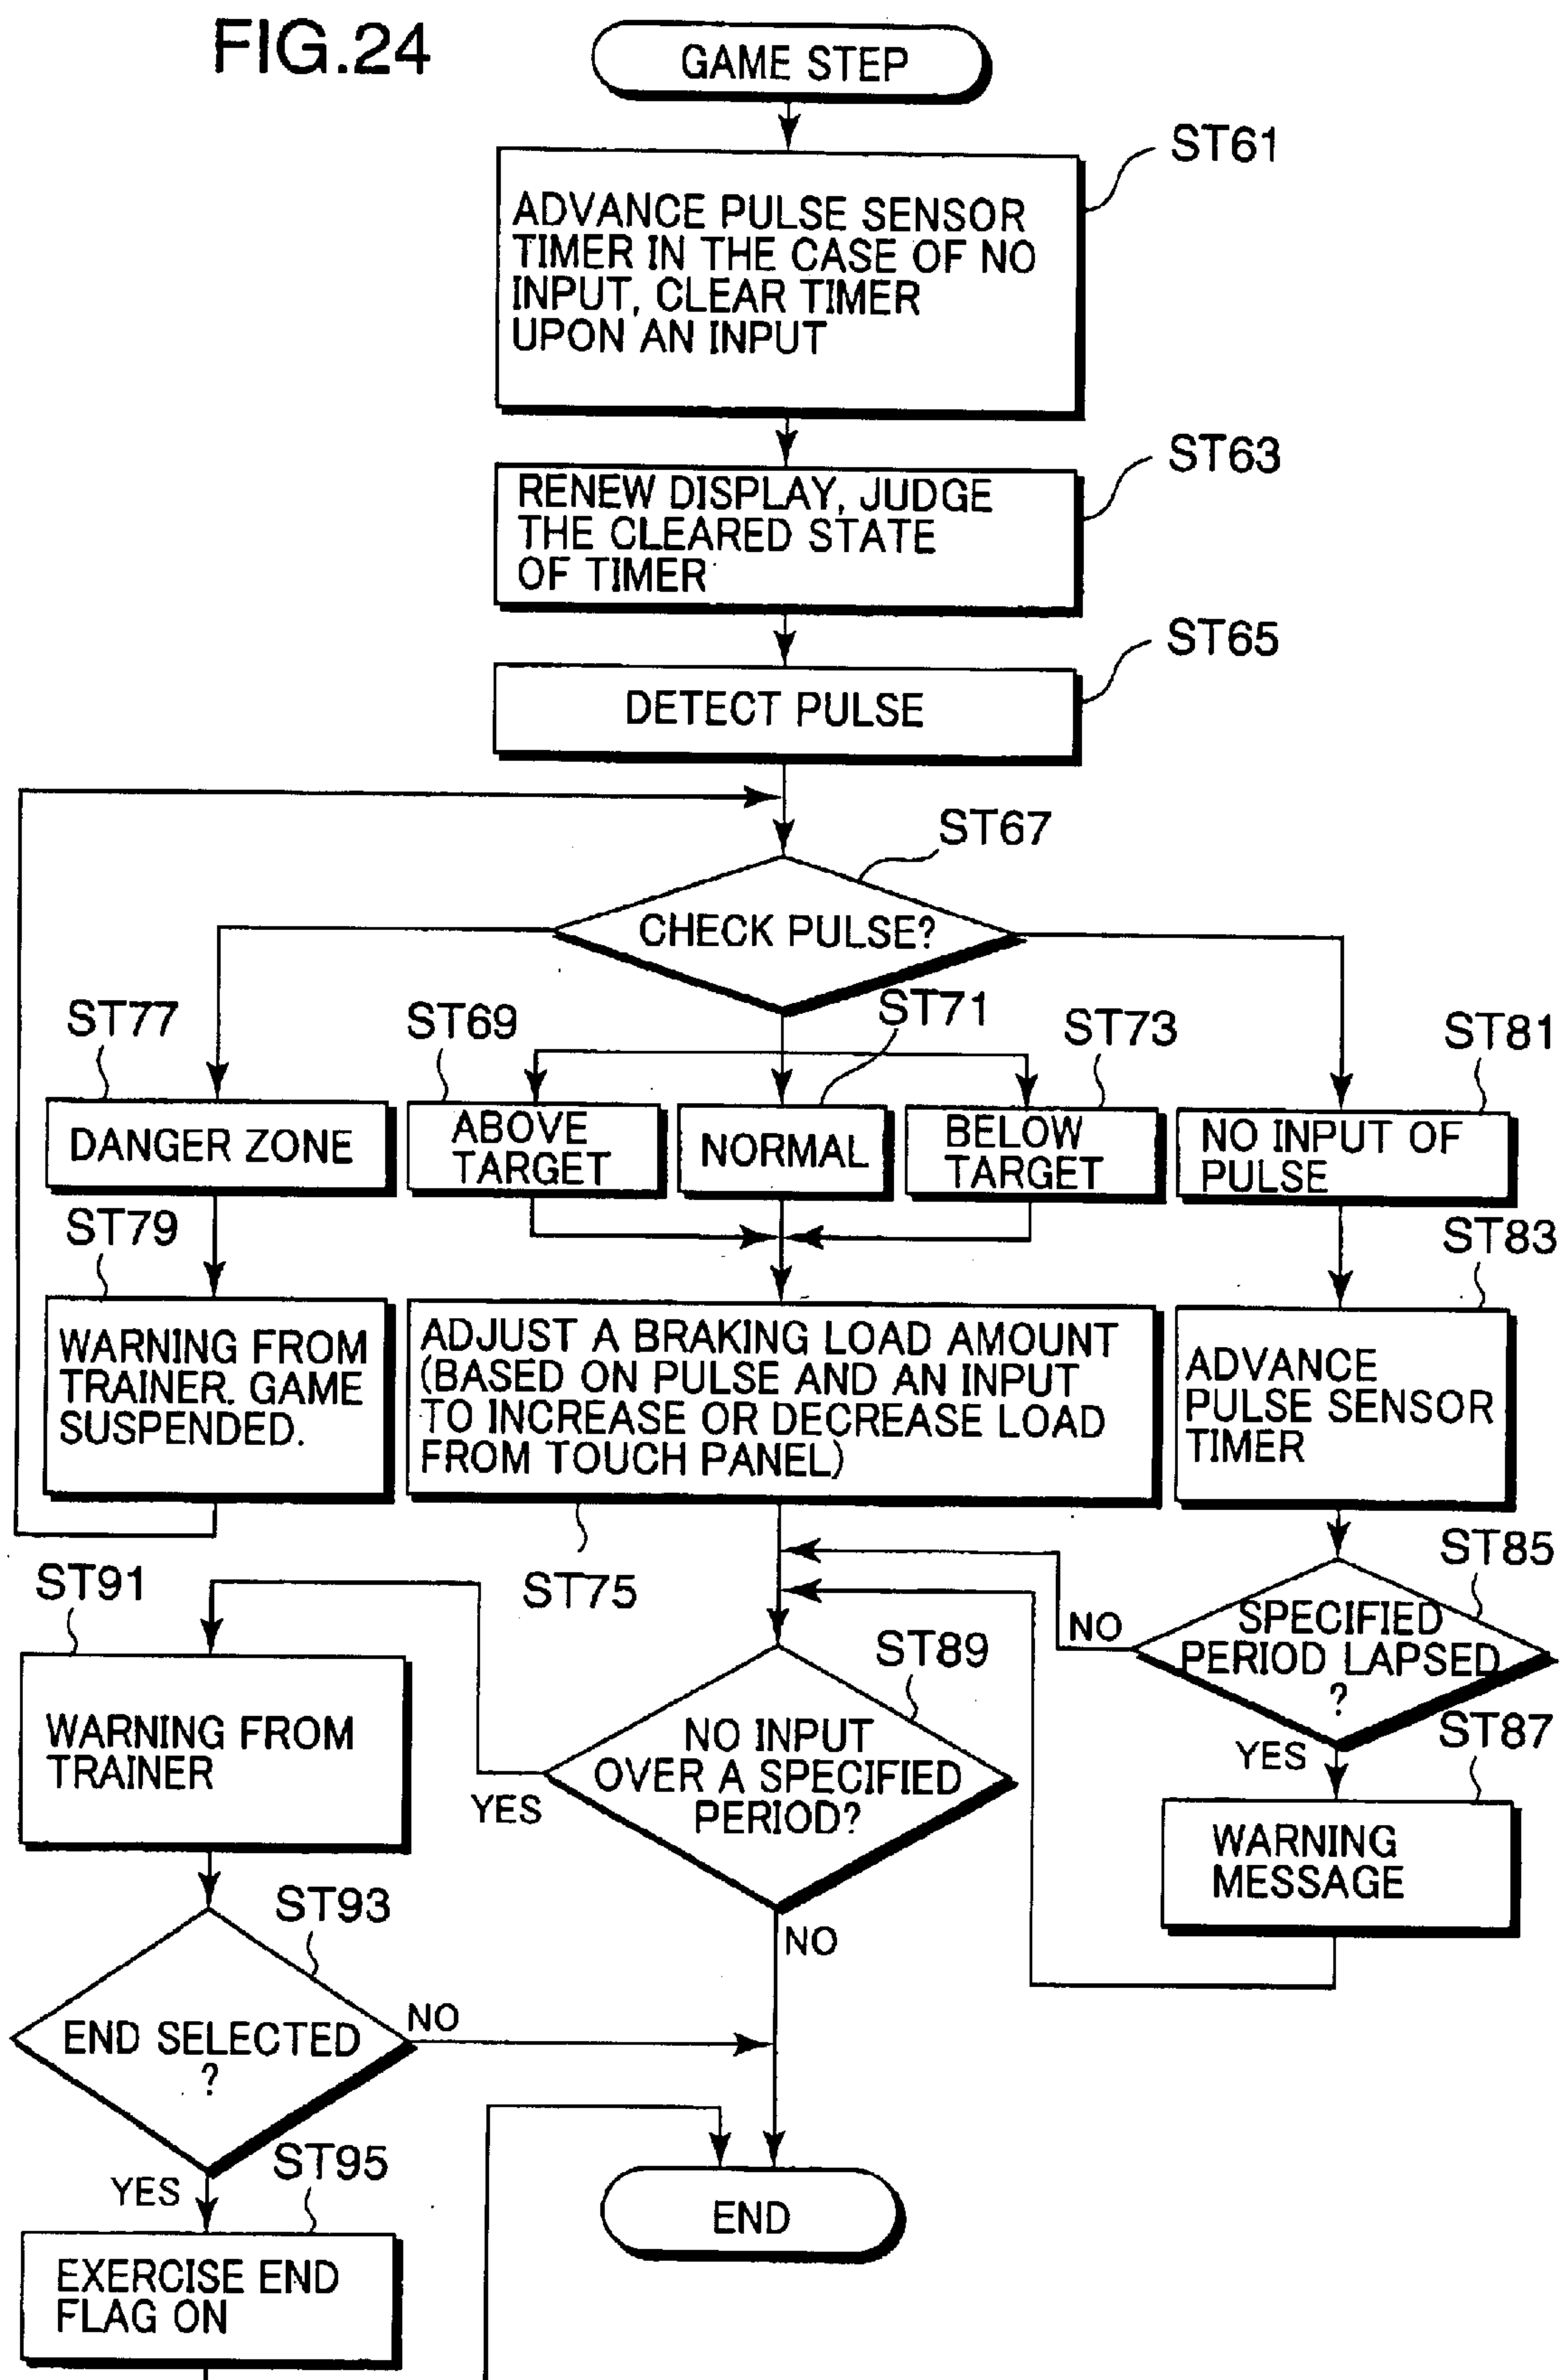 FIG.24
GAME STEP
ST61
ADVANCE PULSE SENSOR
TIMER IN THE CASE OF NO
INPUT, CLEAR TIMER
UPON AN INPUT
ST63
RENEW DISPLAY, JUDGE
THE CLEARED STATE
OF TIMER
ST65
DETECT PULSE
ST67
CHECK PULSE?
ST77
DANGER ZONE
ST69
ABOVE
TARGET
ST71
NORMAL
ST73
BELOW
TARGET
ST81
NO INPUT OF
PULSE
ST79
WARNING FROM
TRAINER. GAME
SUSPENDED.
ADJUST A BRAKING LOAD AMOUNT
(BASED ON PULSE AND AN INPUT
TO INCREASE OR DECREASE LOAD
FROM TOUCH PANEL)
ST75
ST83
ADVANCE
PULSE SENSOR
TIMER
ST85
SPECIFIED
PERIOD LAPSED
?
NO
YES
ST87
WARNING
MESSAGE
ST89
NO INPUT
OVER A SPECIFIED
PERIOD?
YES
NO
ST91
WARNING FROM
TRAINER
ST93
END SELECTED
?
NO
YES
ST95
EXERCISE END
FLAG ON
END